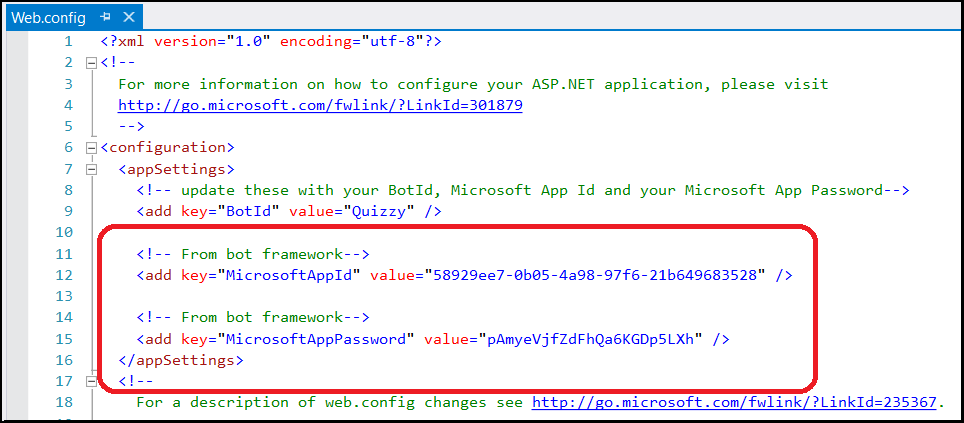 Web.config
1 <?xml version="1.0" encoding="utf-8"?>
2 <!--
3 For more information on how to configure your ASP.NET application, please visit
4 http://go.microsoft.com/fwlink/?LinkId=301879
5 -->
6 <configuration>
7 <appSettings>
8 <!-- update these with your BotId, Microsoft App Id and your Microsoft App Password-->
9 <add key="BotId" value="Quizzy" />
10
11 <!-- From bot framework-->
12 <add key="MicrosoftAppId" value="58929ee7-0b05-4a98-97f6-21b649683528" />
13
14 <!-- From bot framework-->
15 <add key="MicrosoftAppPassword" value="pAmyeVjfZdFhQa6KGDp5LXh" />
16 </appSettings>
17 <!--
18 For a description of web.config changes see http://go.microsoft.com/fwlink/?LinkId=235367.